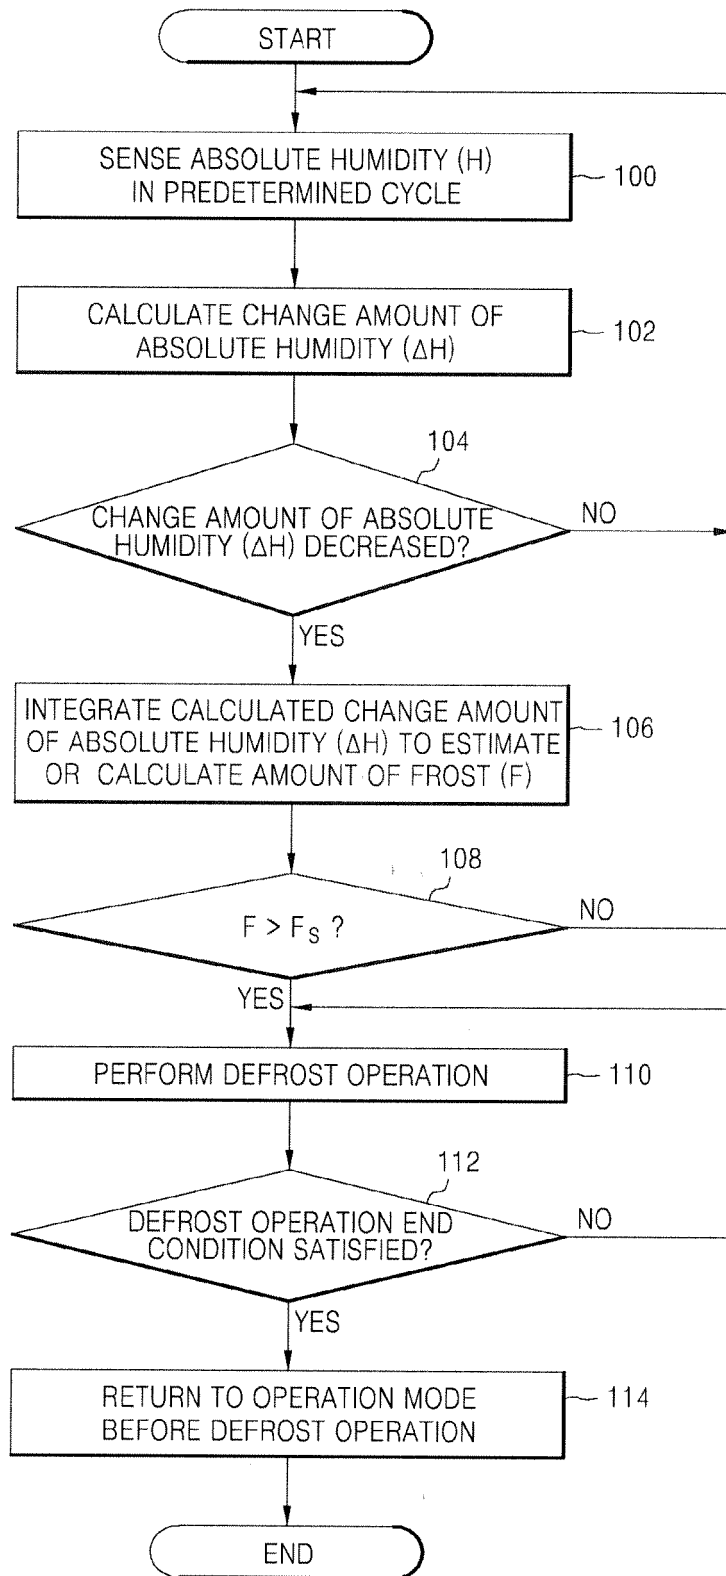 START
SENSE ABSOLUTE HUMIDITY (H)
IN PREDETERMINED CYCLE
100
CALCULATE CHANGE AMOUNT OF
ABSOLUTE HUMIDITY (ΔH)
102
104
CHANGE AMOUNT OF ABSOLUTE
HUMIDITY (ΔH) DECREASED?
NO
YES
INTEGRATE CALCULATED CHANGE AMOUNT
OF ABSOLUTE HUMIDITY (ΔH) TO ESTIMATE
OR CALCULATE AMOUNT OF FROST (F)
106
108
F > FS ?
NO
YES
PERFORM DEFROST OPERATION
110
112
DEFROST OPERATION END
CONDITION SATISFIED?
NO
YES
RETURN TO OPERATION MODE
BEFORE DEFROST OPERATION
114
END